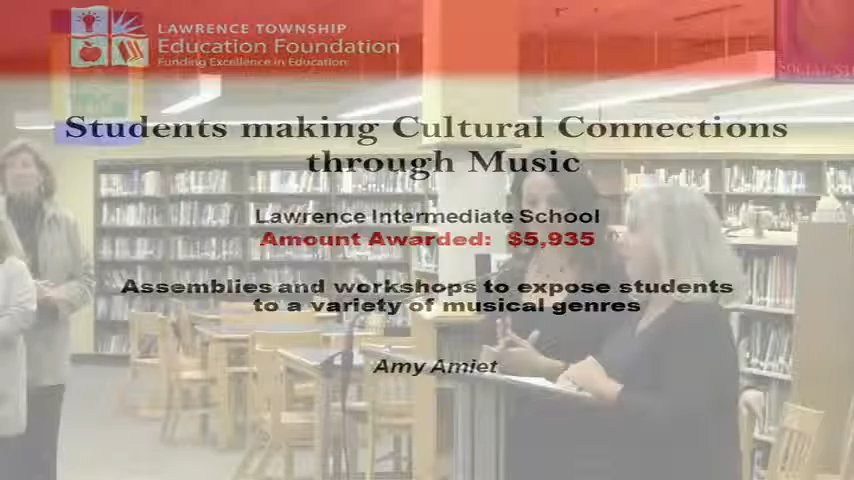 LAWRENCE TOWNSHIP
Education Foundation
Funding Excellence in Education
Students making Cultural Connections
through Music
Lawrence Intermediate School
Amount Awarded: $5,935
Assemblies and workshops to expose students
to a variety of musical genres
Amy Amiet